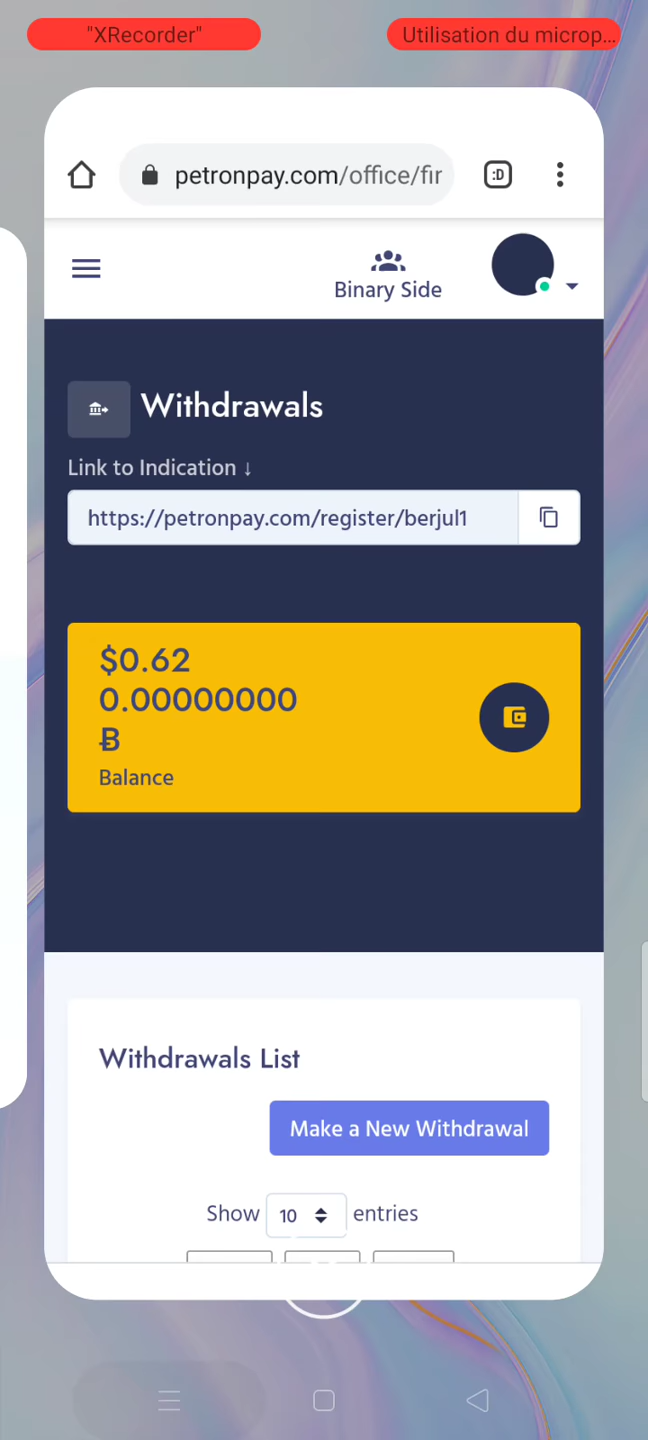 "XRecorder"
Utilisation du microp...
petronpay.com/office/fir
:D
Binary Side
Withdrawals
Link to Indication ↓
https://petronpay.com/register/berjul1
$0.62
0.00000000
Ƀ
Balance
Withdrawals List
Make a New Withdrawal
Show 10 entries